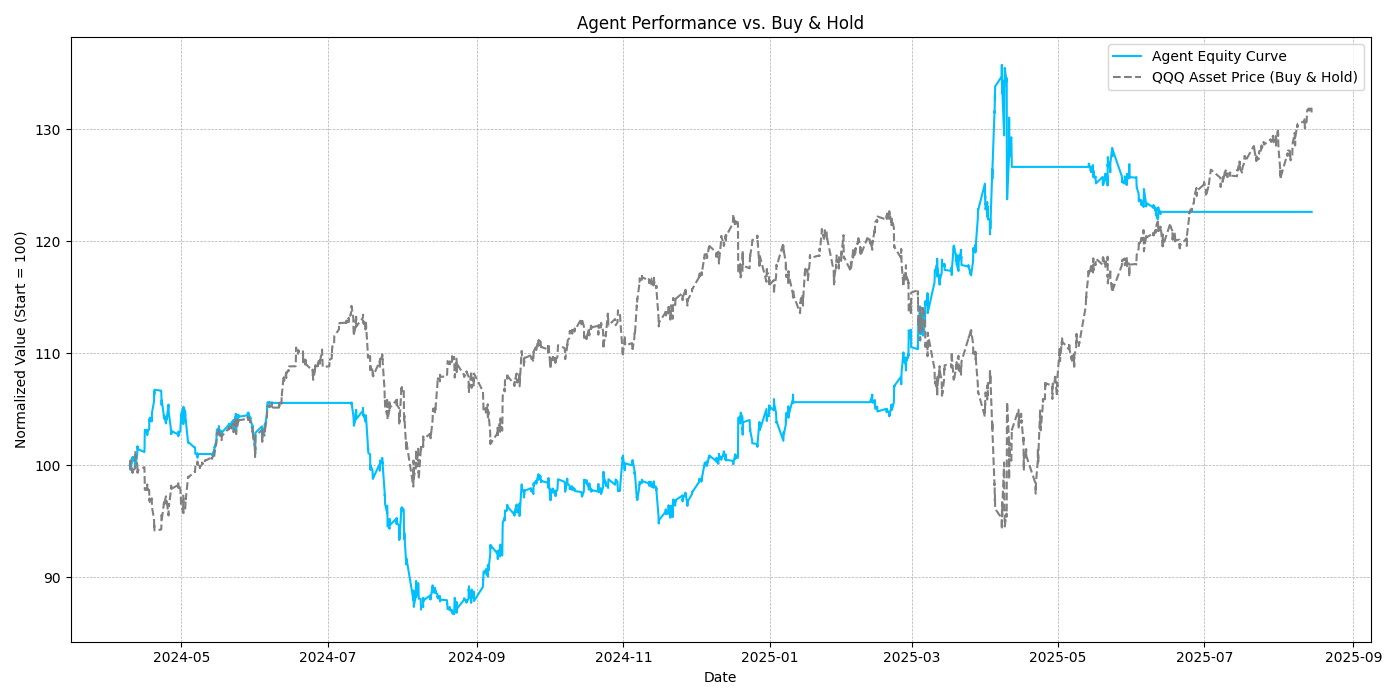 Agent Performance vs. Buy & Hold
Agent Equity Curve
QQQ Asset Price (Buy & Hold)
Normalized Value (Start = 100)
130
120
110
100
90
2024-05
2024-07
2024-09
2024-11
2025-01
2025-03
2025-05
2025-07
2025-09
Date